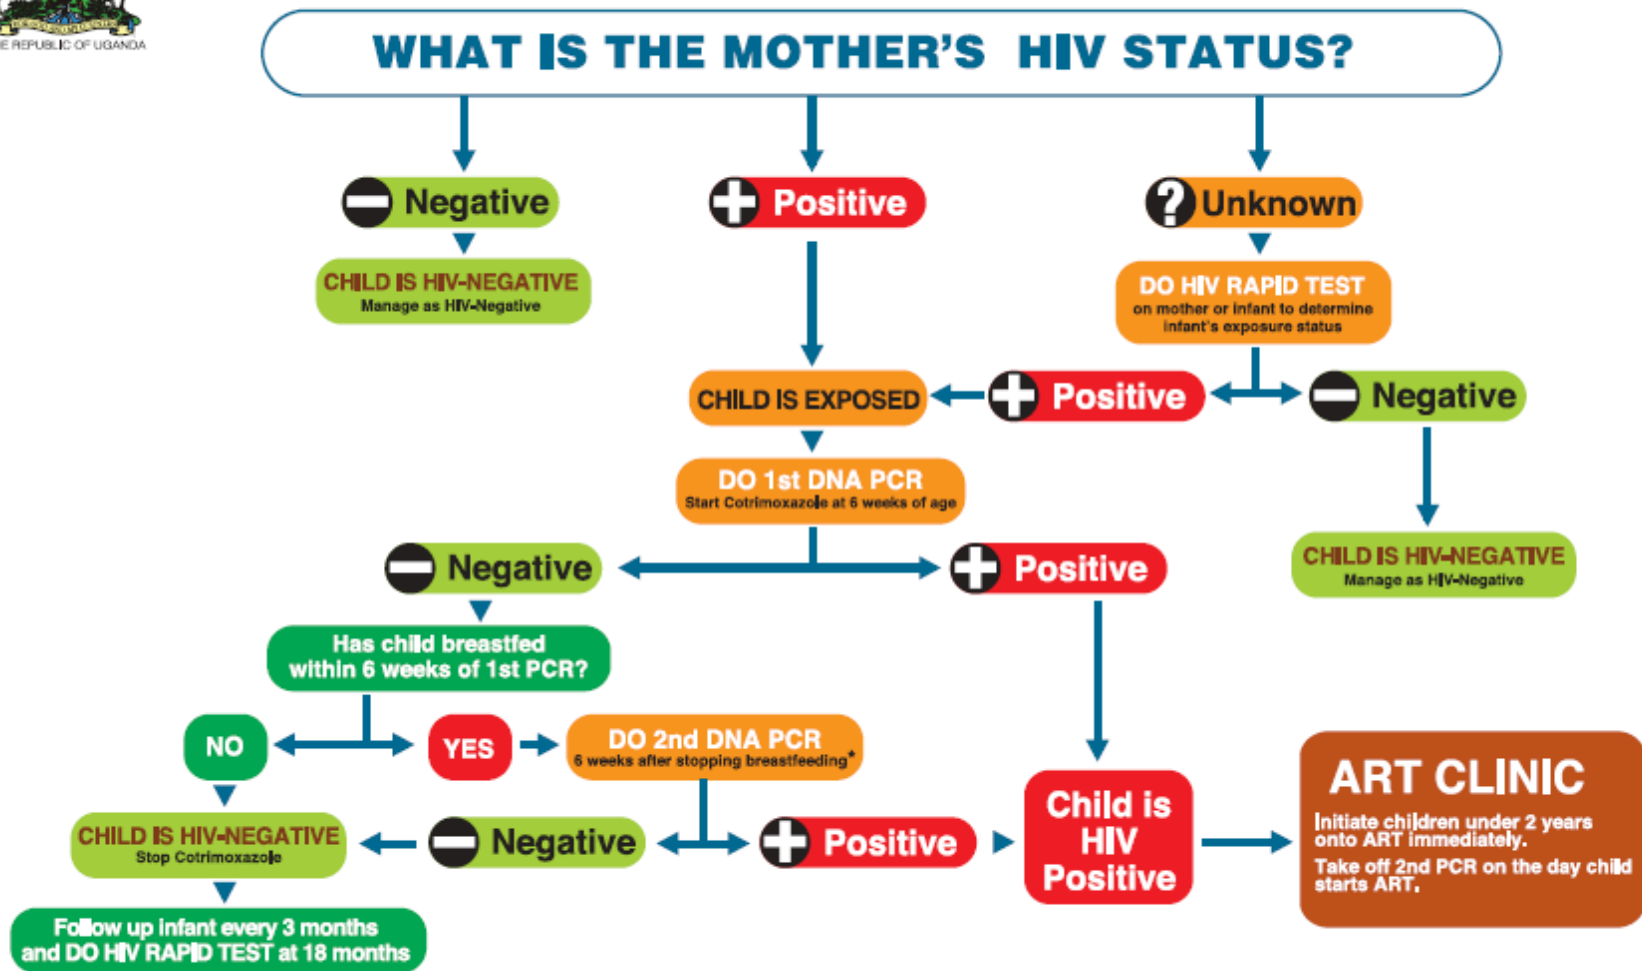 THE REPUBLIC OF UGANDA
WHAT IS THE MOTHER'S HIV STATUS?
Negative
Positive
? Unknown
CHILD IS HIV-NEGATIVE
Manage as HIV-Negative
DO HIV RAPID TEST
on mother or infant to determine
infant's exposure status
CHILD IS EXPOSED
Positive
Negative
DO 1st DNA PCR
Start Cotrimoxazole at 6 weeks of age
Negative
Positive
CHILD IS HIV-NEGATIVE
Manage as HIV-Negative
Has child breastfed
within 6 weeks of 1st PCR?
NO
YES
DO 2nd DNA PCR
6 weeks after stopping breastfeeding*
CHILD IS HIV-NEGATIVE
Stop Cotrimoxazole
Negative
Positive
Child is
HIV
Positive
ART CLINIC
Initiate children under 2 years
onto ART immediately.
Take off 2nd PCR on the day child
starts ART.
Follow up infant every 3 months
and DO HIV RAPID TEST at 18 months